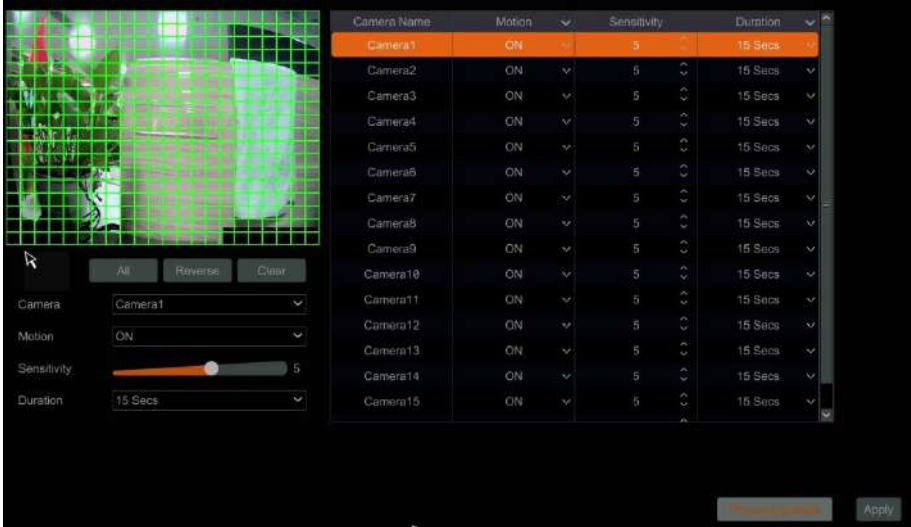 Camera Name Motion Sensitivity Duration
Camera1 ON 5 15 Secs
Camera2 ON 5 15 Secs
Camera3 ON 5 15 Secs
Camera4 ON 5 15 Secs
Camera5 ON 5 15 Secs
Camera6 ON 5 15 Secs
Camera7 ON 5 15 Secs
Camera8 ON 5 15 Secs
Camera9 ON 5 15 Secs
Camera10 ON 5 15 Secs
Camera11 ON 5 15 Secs
Camera12 ON 5 15 Secs
Camera13 ON 5 15 Secs
Camera14 ON 5 15 Secs
Camera15 ON 5 15 Secs
All Reverse Clear
Camera Camera1
Motion ON
Sensitivity 5
Duration 15 Secs
Apply